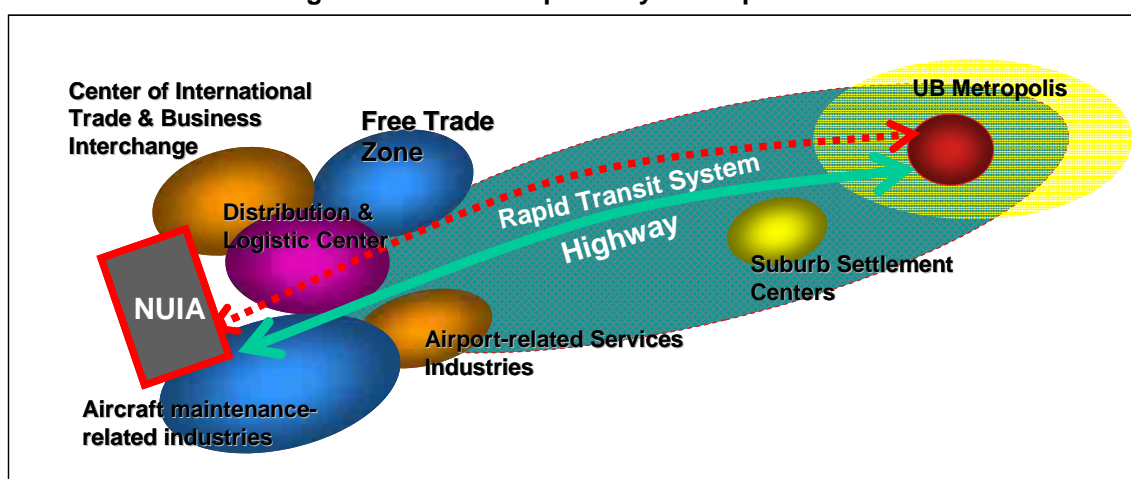 Center of International
Trade & Business
Interchange
Free Trade
Zone
UB Metropolis
Distribution &
Logistic Center
Rapid Transit System
Highway
NUIA
Suburb Settlement
Centers
Airport-related Services
Industries
Aircraft maintenance-
related industries